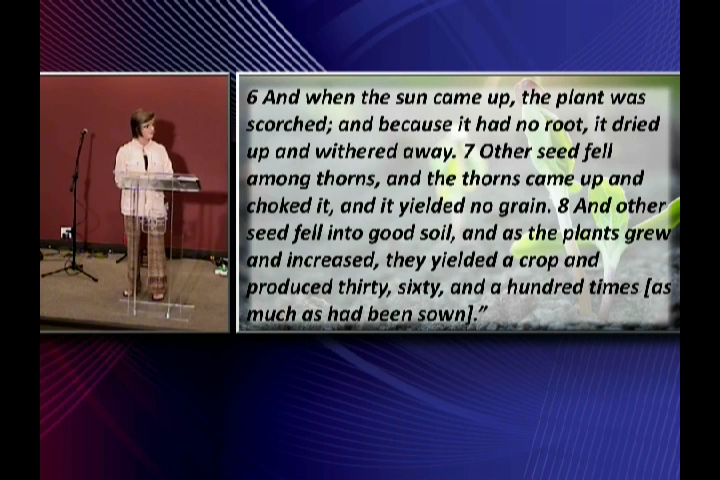 6 And when the sun came up, the plant was
scorched; and because it had no root, it dried
up and withered away. 7 Other seed fell
among thorns, and the thorns came up and
choked it, and it yielded no grain. 8 And other
seed fell into good soil, and as the plants grew
and increased, they yielded a crop and
produced thirty, sixty, and a hundred times [as
much as had been sown].”